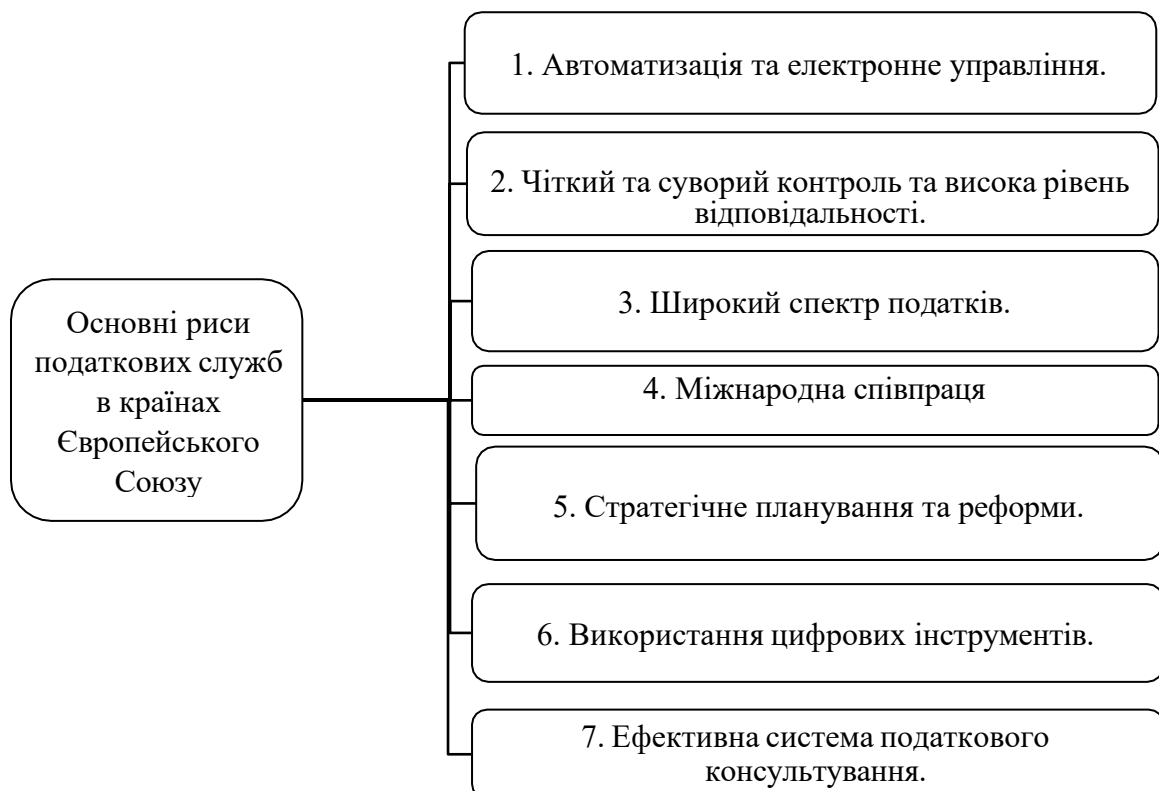 Основні риси
податкових служб
в країнах
Європейського
Союзу
1. Автоматизація та електронне управління.
2. Чіткий та суворий контроль та висока рівень
відповідальності.
3. Широкий спектр податків.
4. Міжнародна співпраця
5. Стратегічне планування та реформи.
6. Використання цифрових інструментів.
7. Ефективна система податкового
консультування.